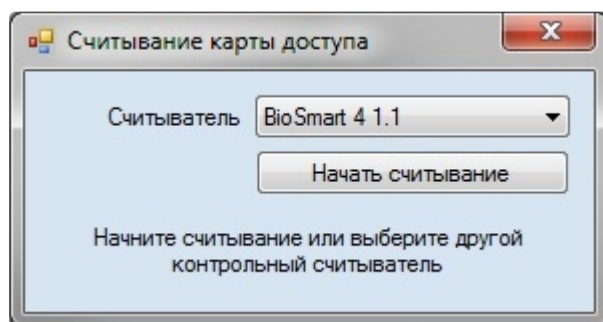 Считывание карты доступа
Считыватель BioSmart 4 1.1
Начать считывание
Начните считывание или выберите другой
контрольный считыватель